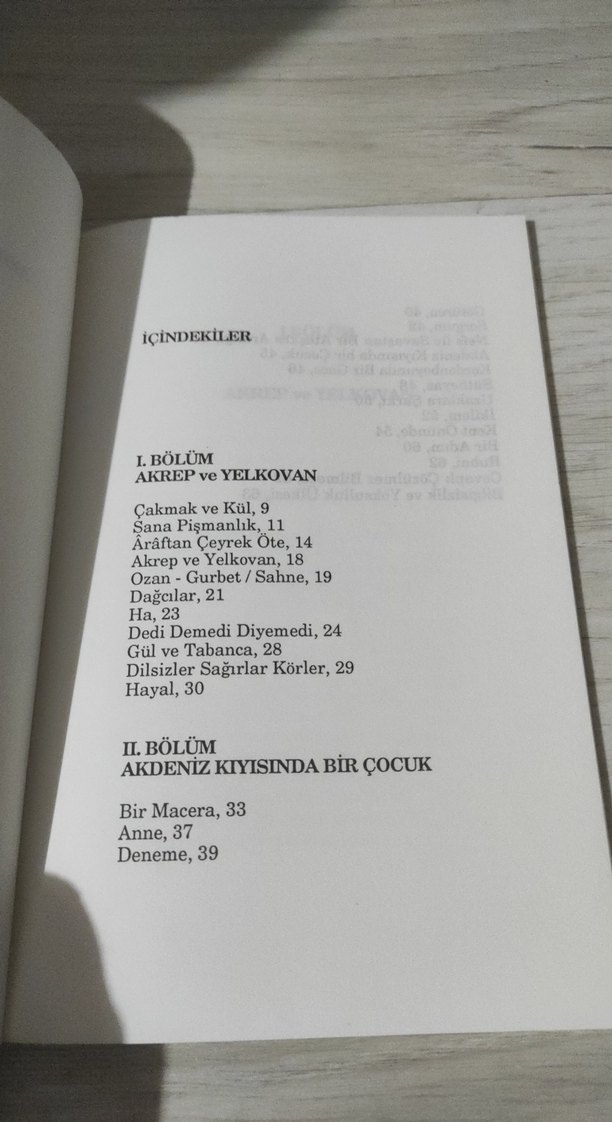 İÇİNDEKİLER
I. BÖLÜM
AKREP ve YELKOVAN
Çakmak ve Kül, 9
Sana Pişmanlık, 11
Ârâftan Çeyrek Öte, 14
Akrep ve Yelkovan, 18
Ozan - Gurbet / Sahne, 19
Dağcılar, 21
Ha, 23
Dedi Demedi Diyemedi, 24
Gül ve Tabanca, 28
Dilsizler Sağırlar Körler, 29
Hayal, 30
II. BÖLÜM
AKDENİZ KIYISINDA BİR ÇOCUK
Bir Macera, 33
Anne, 37
Deneme, 39